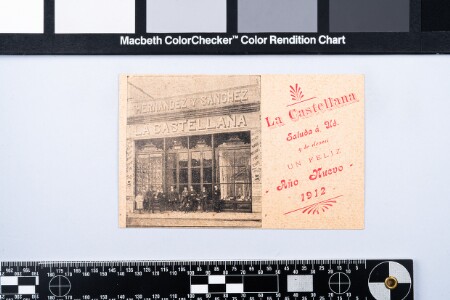 Macbeth ColorChecker™ Color Rendition Chart
HERNANDEZ Y SANCHEZ
LA CASTELLANA
La Castellana
Saluda á Ud.
y le desea
UN FELIZ
- Año Nuevo -
1912